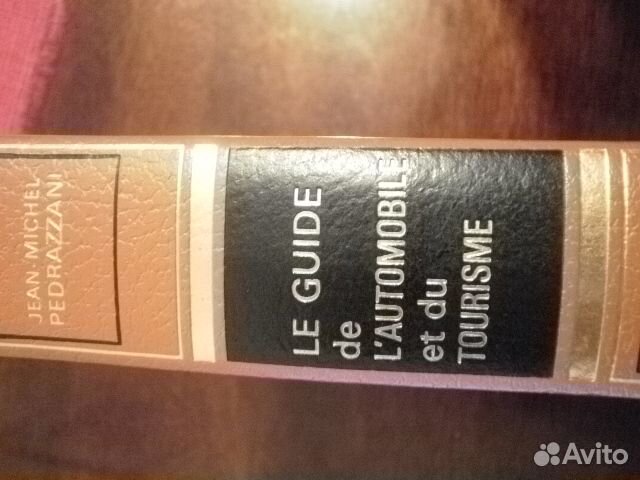 JEAN-MICHEL
PEDRAZZANI
LE GUIDE
de
L'AUTOMOBILE
et du
TOURISME
Avito